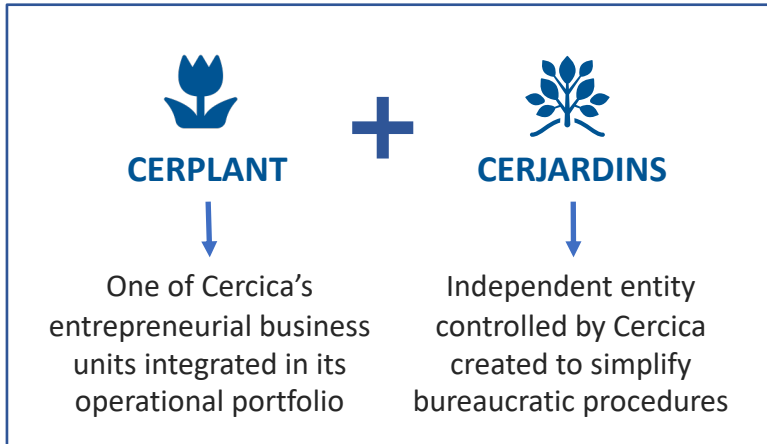 CERPLANT
CERJARDINS
One of Cercica’s
entrepreneurial business
units integrated in its
operational portfolio
Independent entity
controlled by Cercica
created to simplify
bureaucratic procedures